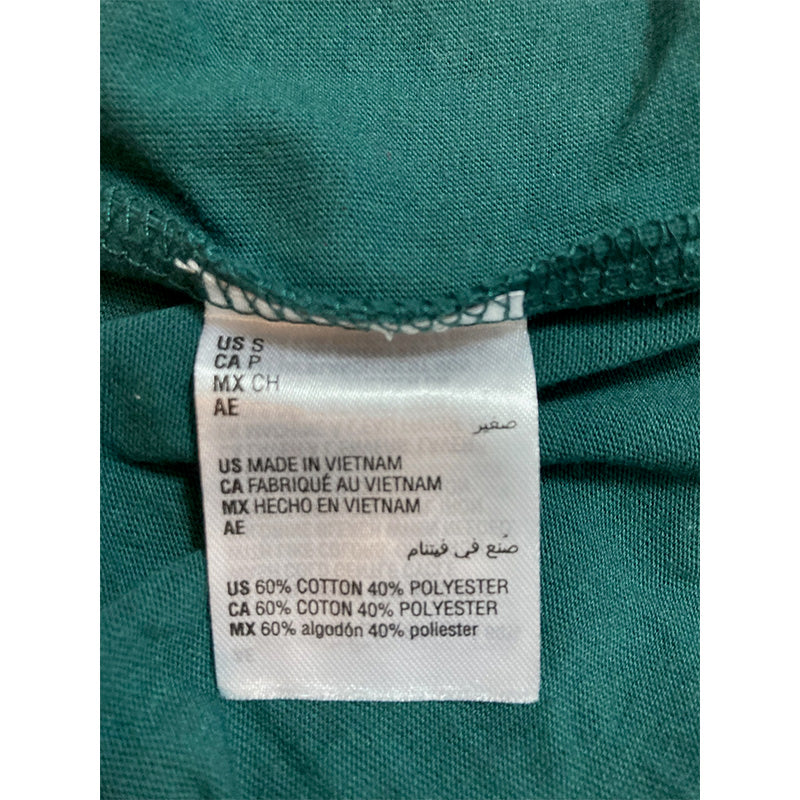 US S
CA P
MX CH
AE
صغير
US MADE IN VIETNAM
CA FABRIQUÉ AU VIETNAM
MX HECHO EN VIETNAM
AE
صُنع في فيتنام
US 60% COTTON 40% POLYESTER
CA 60% COTON 40% POLYESTER
MX 60% algodón 40% poliester